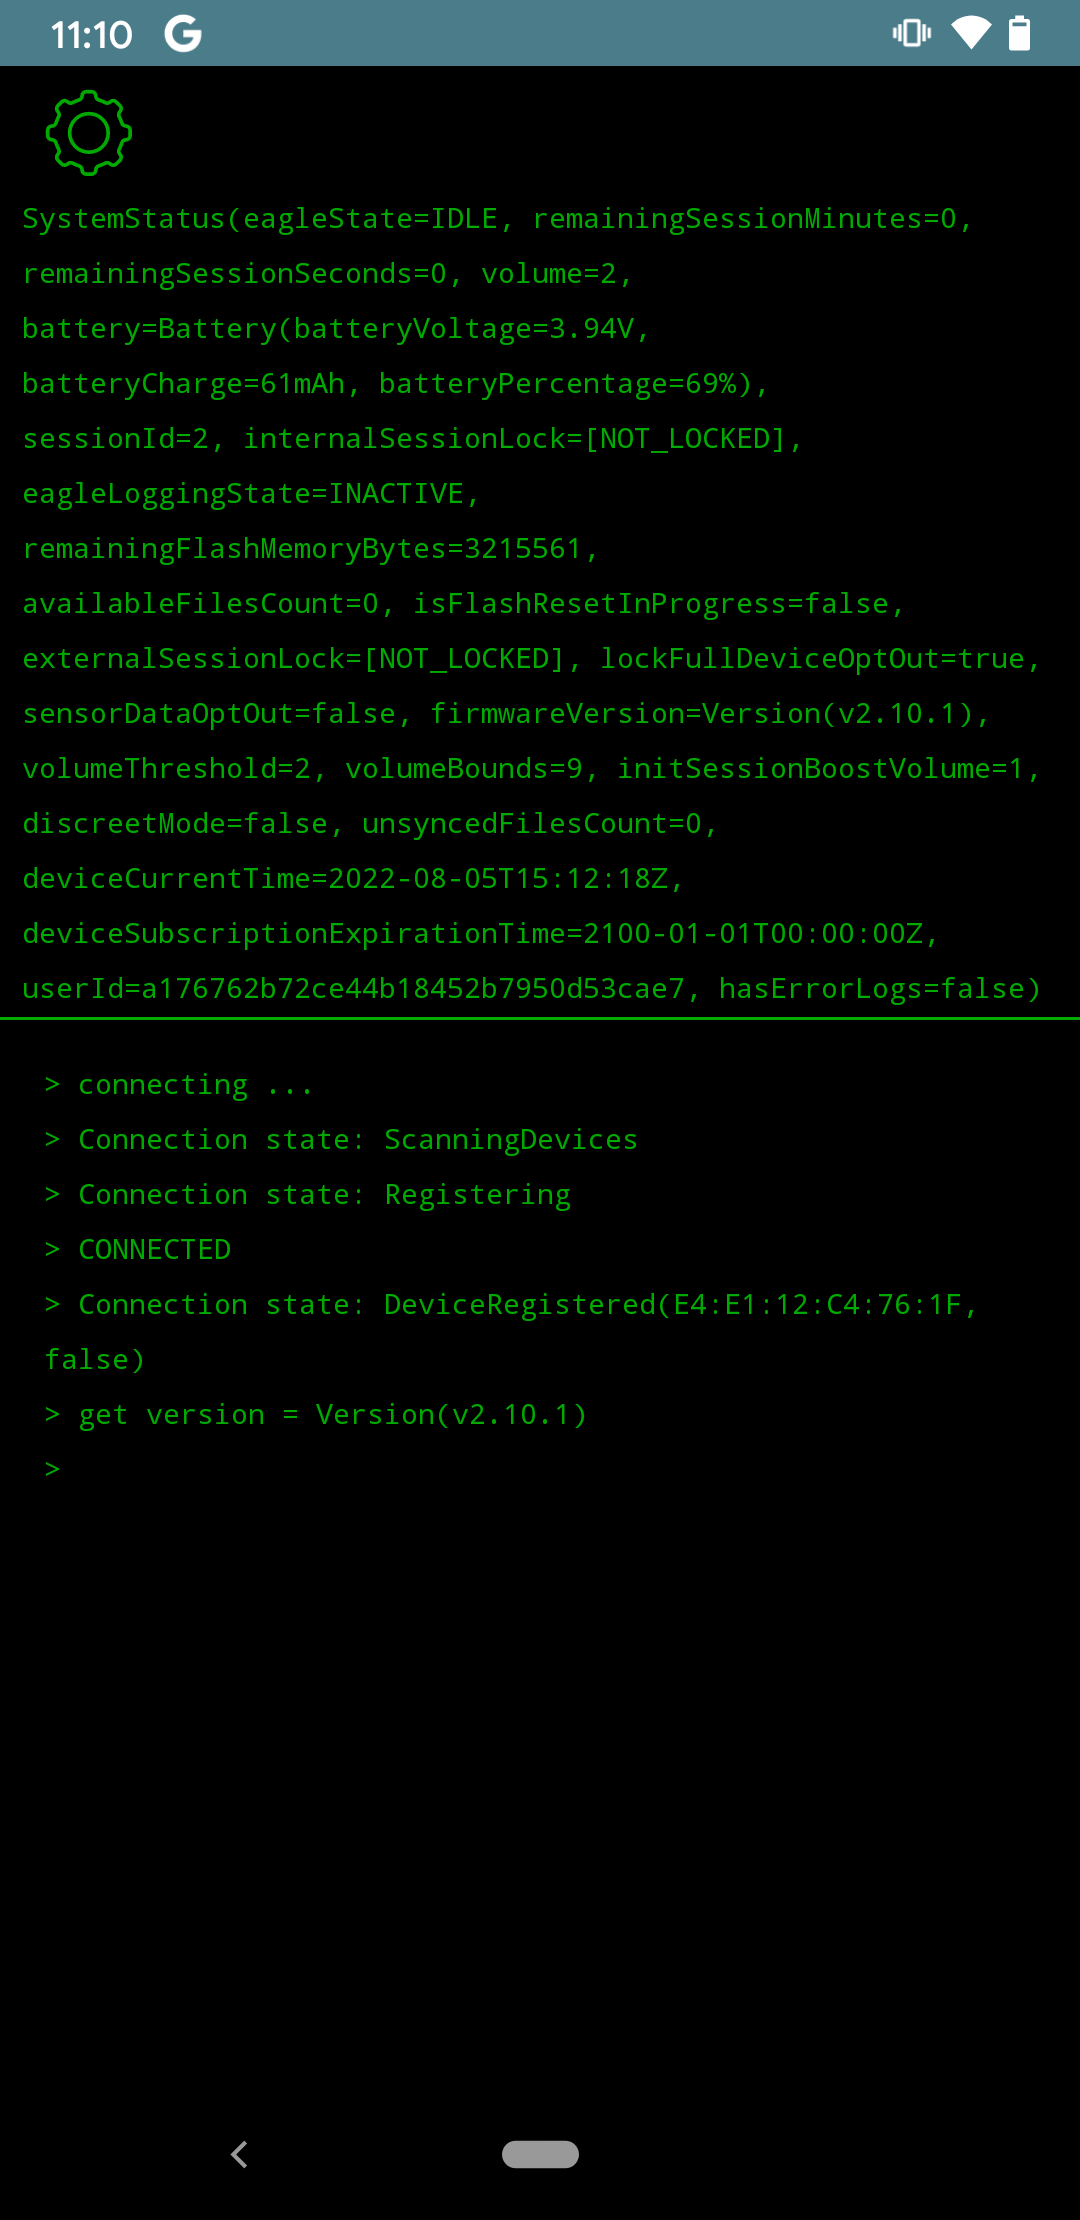 11:10
SystemStatus(eagleState=IDLE, remainingSessionMinutes=0,
remainingSessionSeconds=0, volume=2,
battery=Battery(batteryVoltage=3.94V,
batteryCharge=61mAh, batteryPercentage=69%),
sessionId=2, internalSessionLock=[NOT_LOCKED],
eagleLoggingState=INACTIVE,
remainingFlashMemoryBytes=3215561,
availableFilesCount=0, isFlashResetInProgress=false,
externalSessionLock=[NOT_LOCKED], lockFullDeviceOptOut=true,
sensorDataOptOut=false, firmwareVersion=Version(v2.10.1),
volumeThreshold=2, volumeBounds=9, initSessionBoostVolume=1,
discreetMode=false, unsyncedFilesCount=0,
deviceCurrentTime=2022-08-05T15:12:18Z,
deviceSubscriptionExpirationTime=2100-01-01T00:00:00Z,
userId=a176762b72ce44b18452b7950d53cae7, hasErrorLogs=false)
> connecting ...
> Connection state: ScanningDevices
> Connection state: Registering
> CONNECTED
> Connection state: DeviceRegistered(E4:E1:12:C4:76:1F,
false)
> get version = Version(v2.10.1)
>